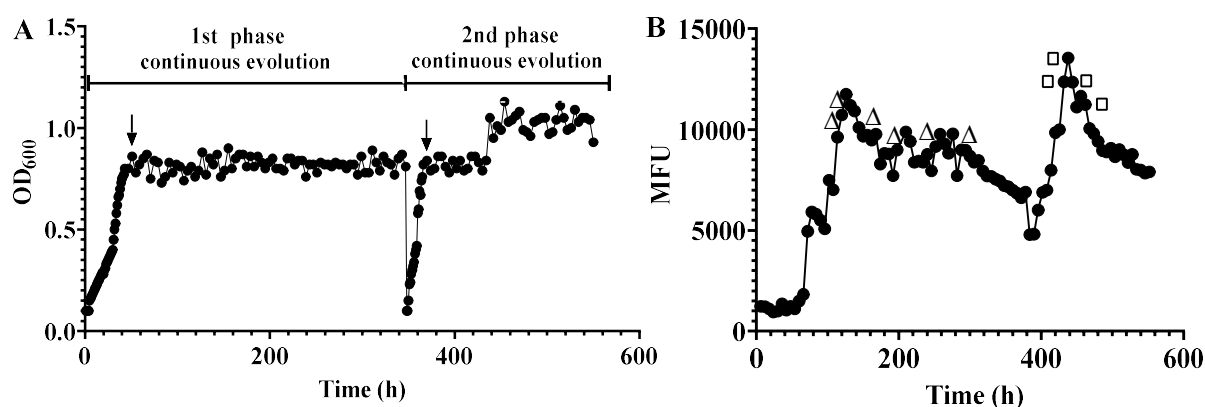 A
1.5
1.0
0.5
0.0
OD600
1st phase
continuous evolution
2nd phase
continuous evolution
0
200
400
600
Time (h)
B
15000
10000
5000
0
MFU
0
200
400
600
Time (h)